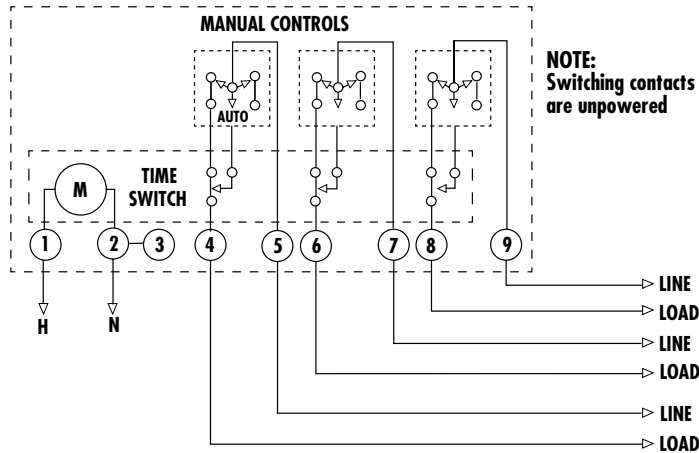 MANUAL CONTROLS
NOTE:
Switching contacts
are unpowered
AUTO
TIME
SWITCH
M
1 2 3 4 5 6 7 8 9
H N
LINE
LOAD
LINE
LOAD
LINE
LOAD